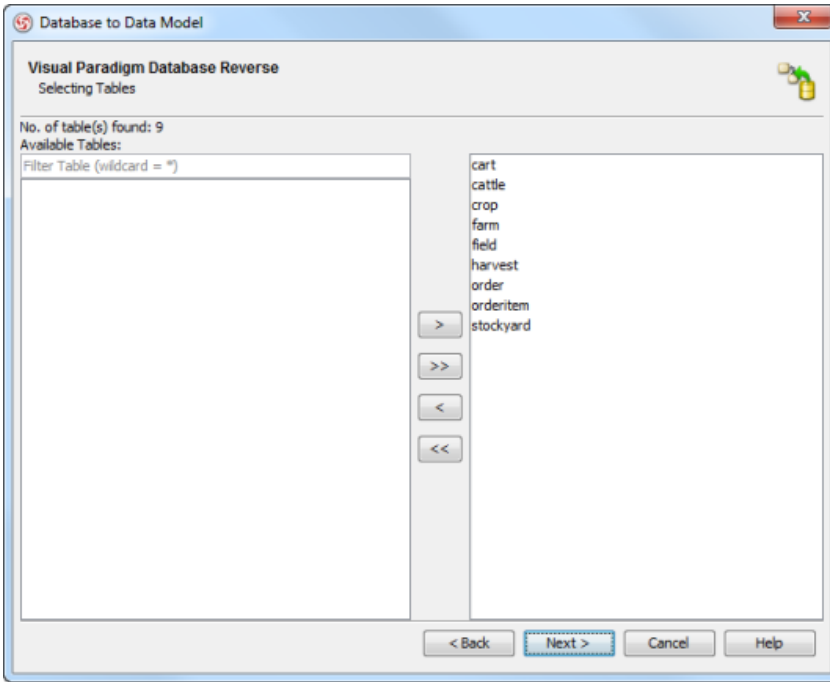 Database to Data Model
Visual Paradigm Database Reverse
Selecting Tables
No. of table(s) found: 9
Available Tables:
Filter Table (wildcard = *)
cart
cattle
crop
farm
field
harvest
order
orderitem
stockyard
>
>>
<
<<
< Back
Next >
Cancel
Help